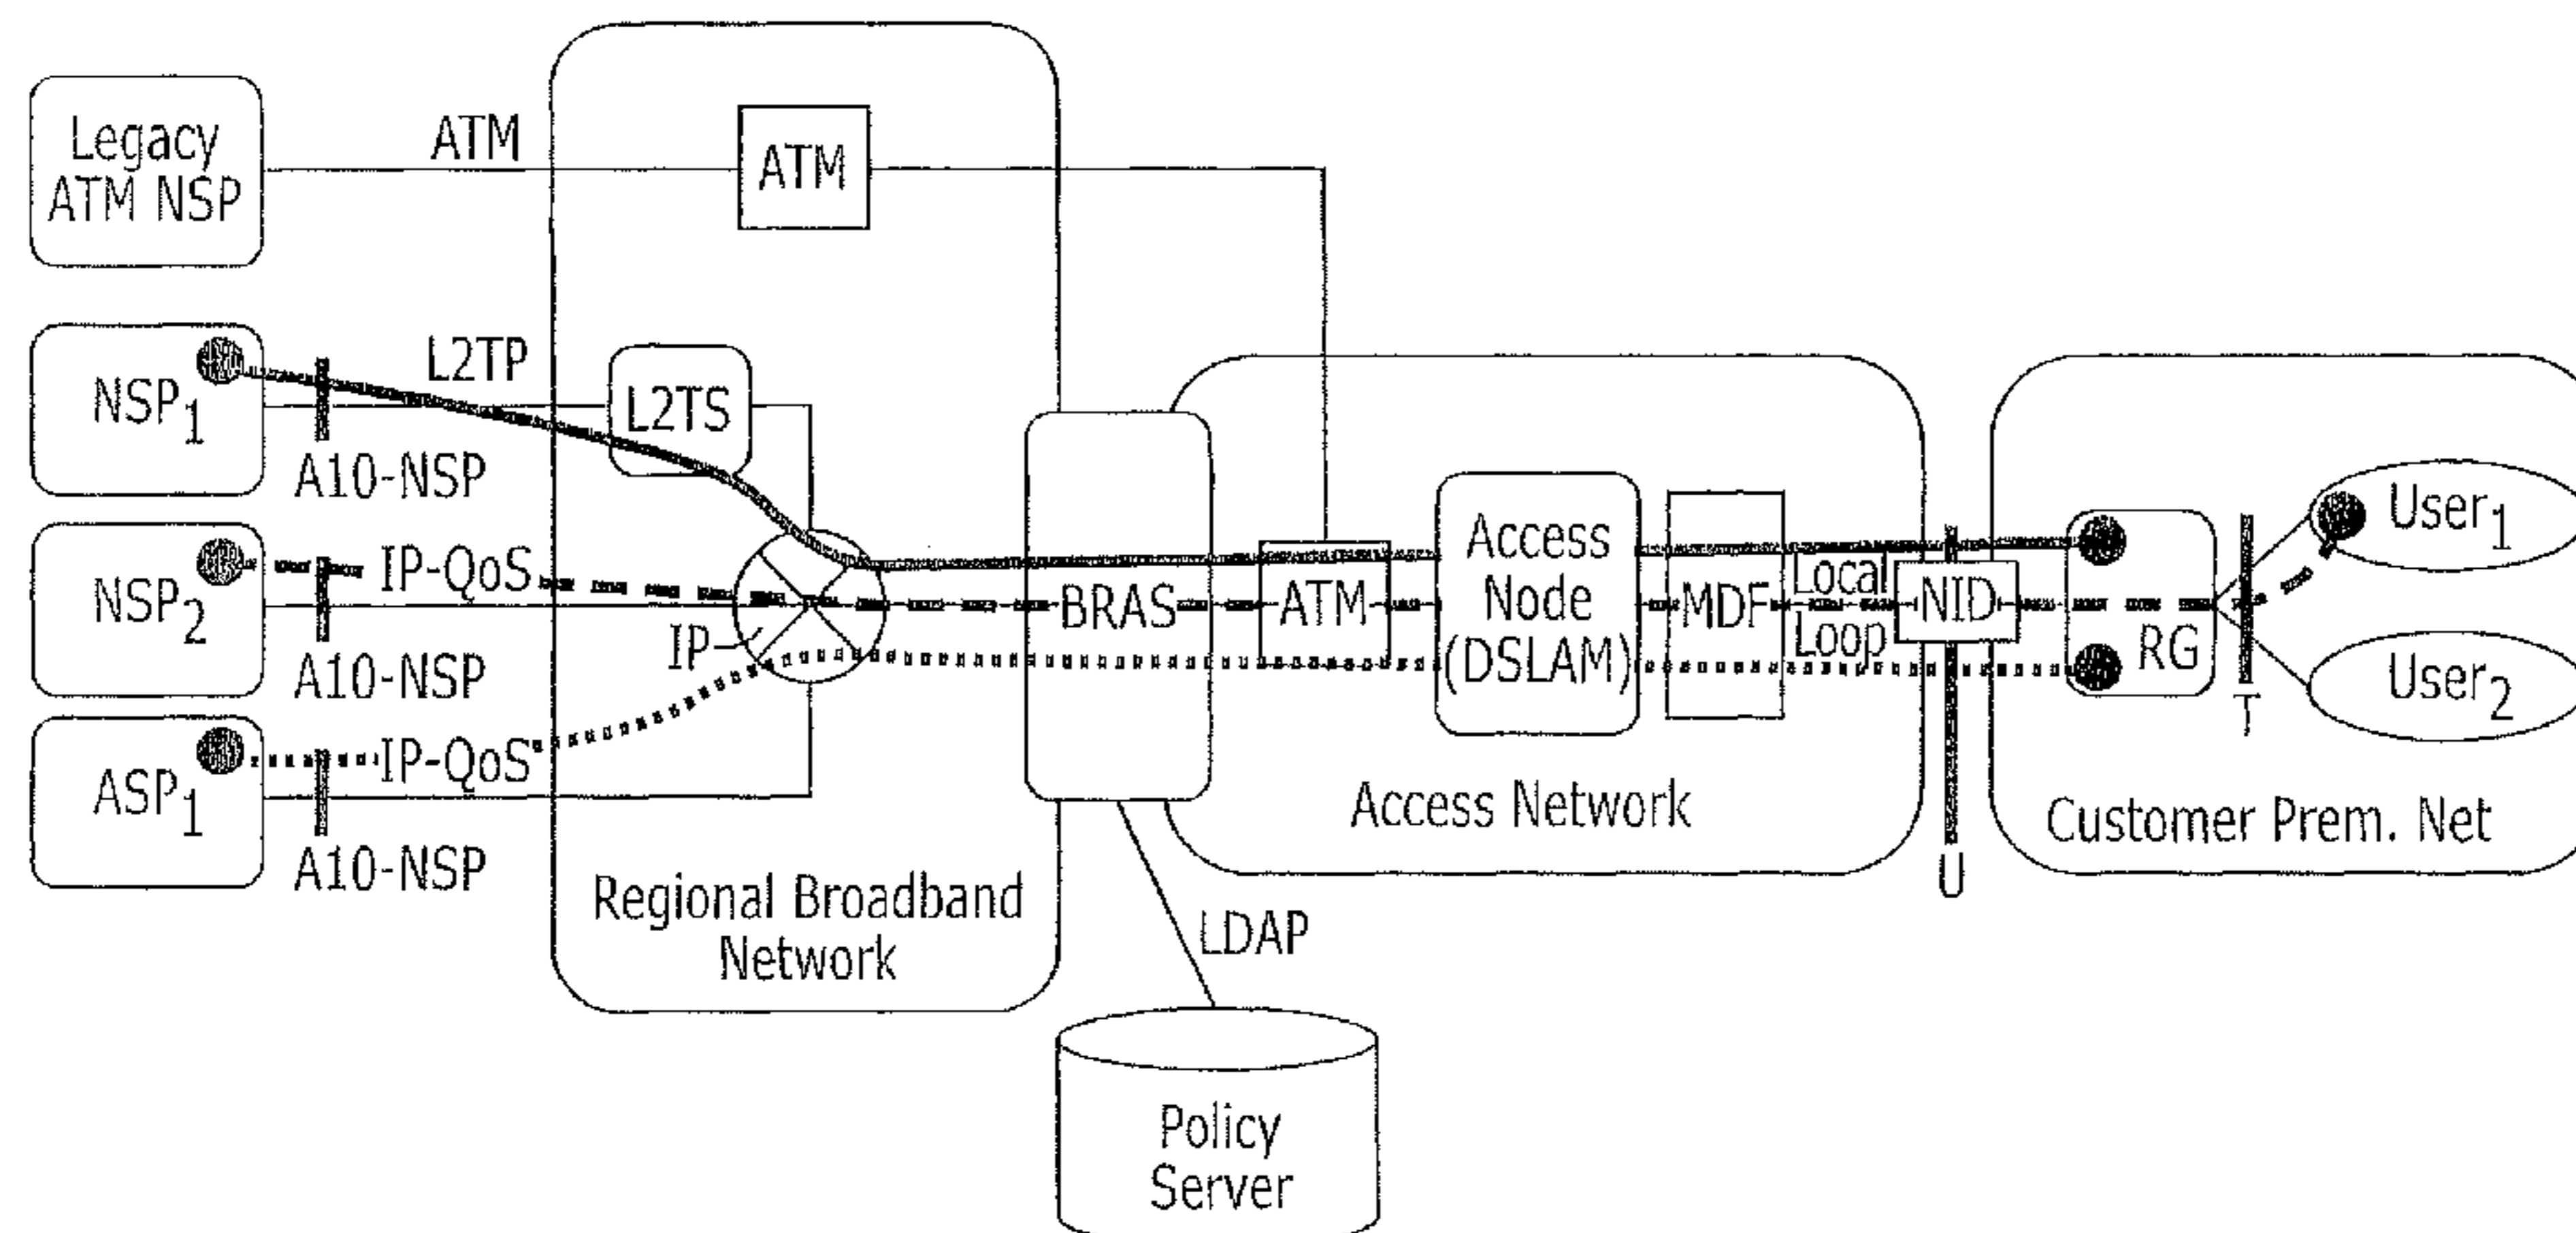 Legacy
ATM NSP
ATM
ATM
NSP1
L2TP
L2TS
A10-NSP
NSP2
IP-QoS
IP
A10-NSP
ASP1
IP-QoS
A10-NSP
Regional Broadband
Network
BRAS
ATM
Access
Node
(DSLAM)
MDF
Local
Loop
NID
Access Network
U
RG
T
User1
User2
Customer Prem. Net
LDAP
Policy
Server